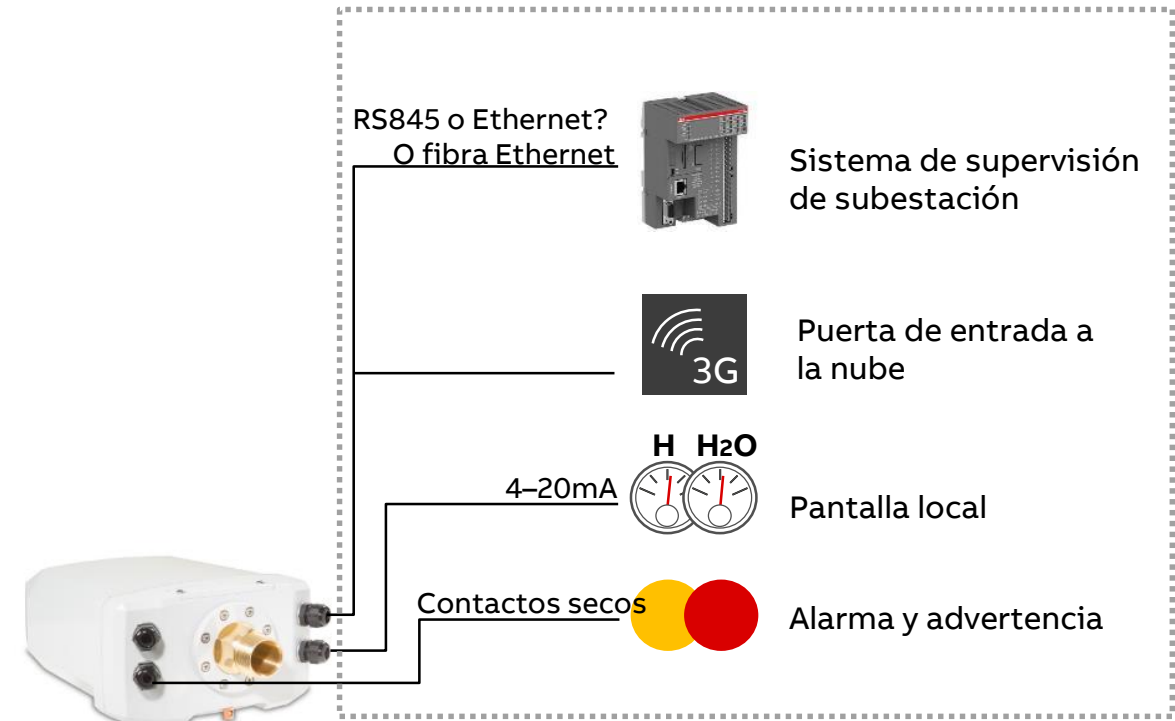 RS845 o Ethernet?
O fibra Ethernet
Sistema de supervisión
de subestación
3G
Puerta de entrada a
la nube
H H2O
4–20mA
Pantalla local
Contactos secos
Alarma y advertencia